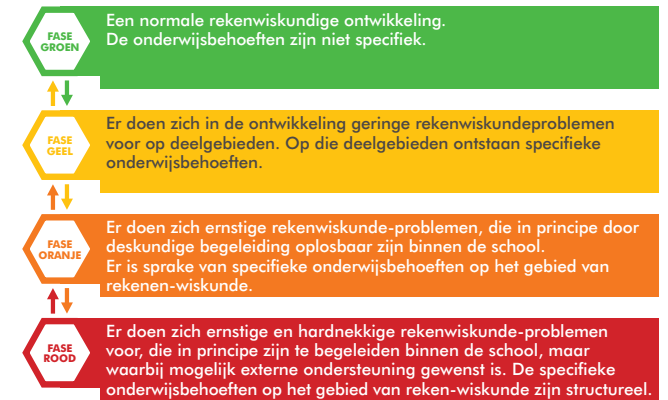 FASE
GROEN
Een normale rekenwiskundige ontwikkeling.
De onderwijsbehoeften zijn niet specifiek.
FASE
GEEL
Er doen zich in de ontwikkeling geringe rekenwiskundeproblemen
voor op deelgebieden. Op die deelgebieden ontstaan specifieke
onderwijsbehoeften.
FASE
ORANJE
Er doen zich ernstige rekenwiskunde-problemen, die in principe door
deskundige begeleiding oplosbaar zijn binnen de school.
Er is sprake van specifieke onderwijsbehoeften op het gebied van
rekenen-wiskunde.
FASE
ROOD
Er doen zich ernstige en hardnekkige rekenwiskunde-problemen
voor, die in principe zijn te begeleiden binnen de school, maar
waarbij mogelijk externe ondersteuning gewenst is. De specifieke
onderwijsbehoeften op het gebied van reken-wiskunde zijn structureel.